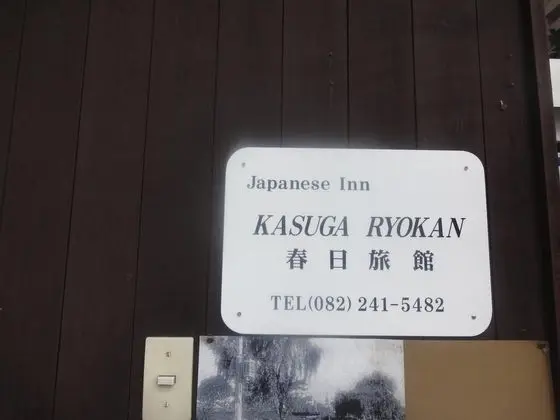 Japanese Inn
KASUGA RYOKAN
春日旅館
TEL(082) 241-5482